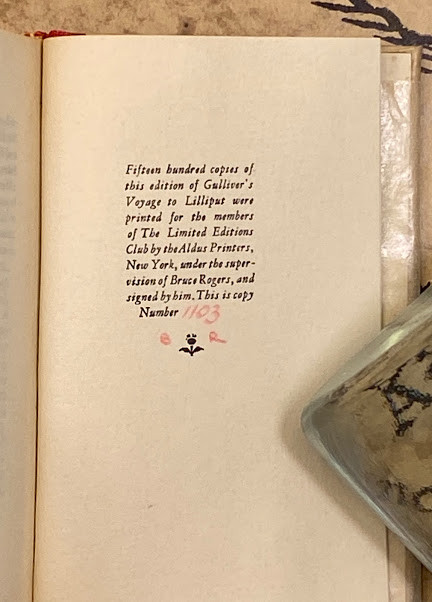 Fifteen hundred copies of
this edition of Gulliver's
Voyage to Lilliput were
printed for the members
of The Limited Editions
Club by the Aldus Printers,
New York, under the super-
vision of Bruce Rogers, and
signed by him. This is copy
Number 1103
B R